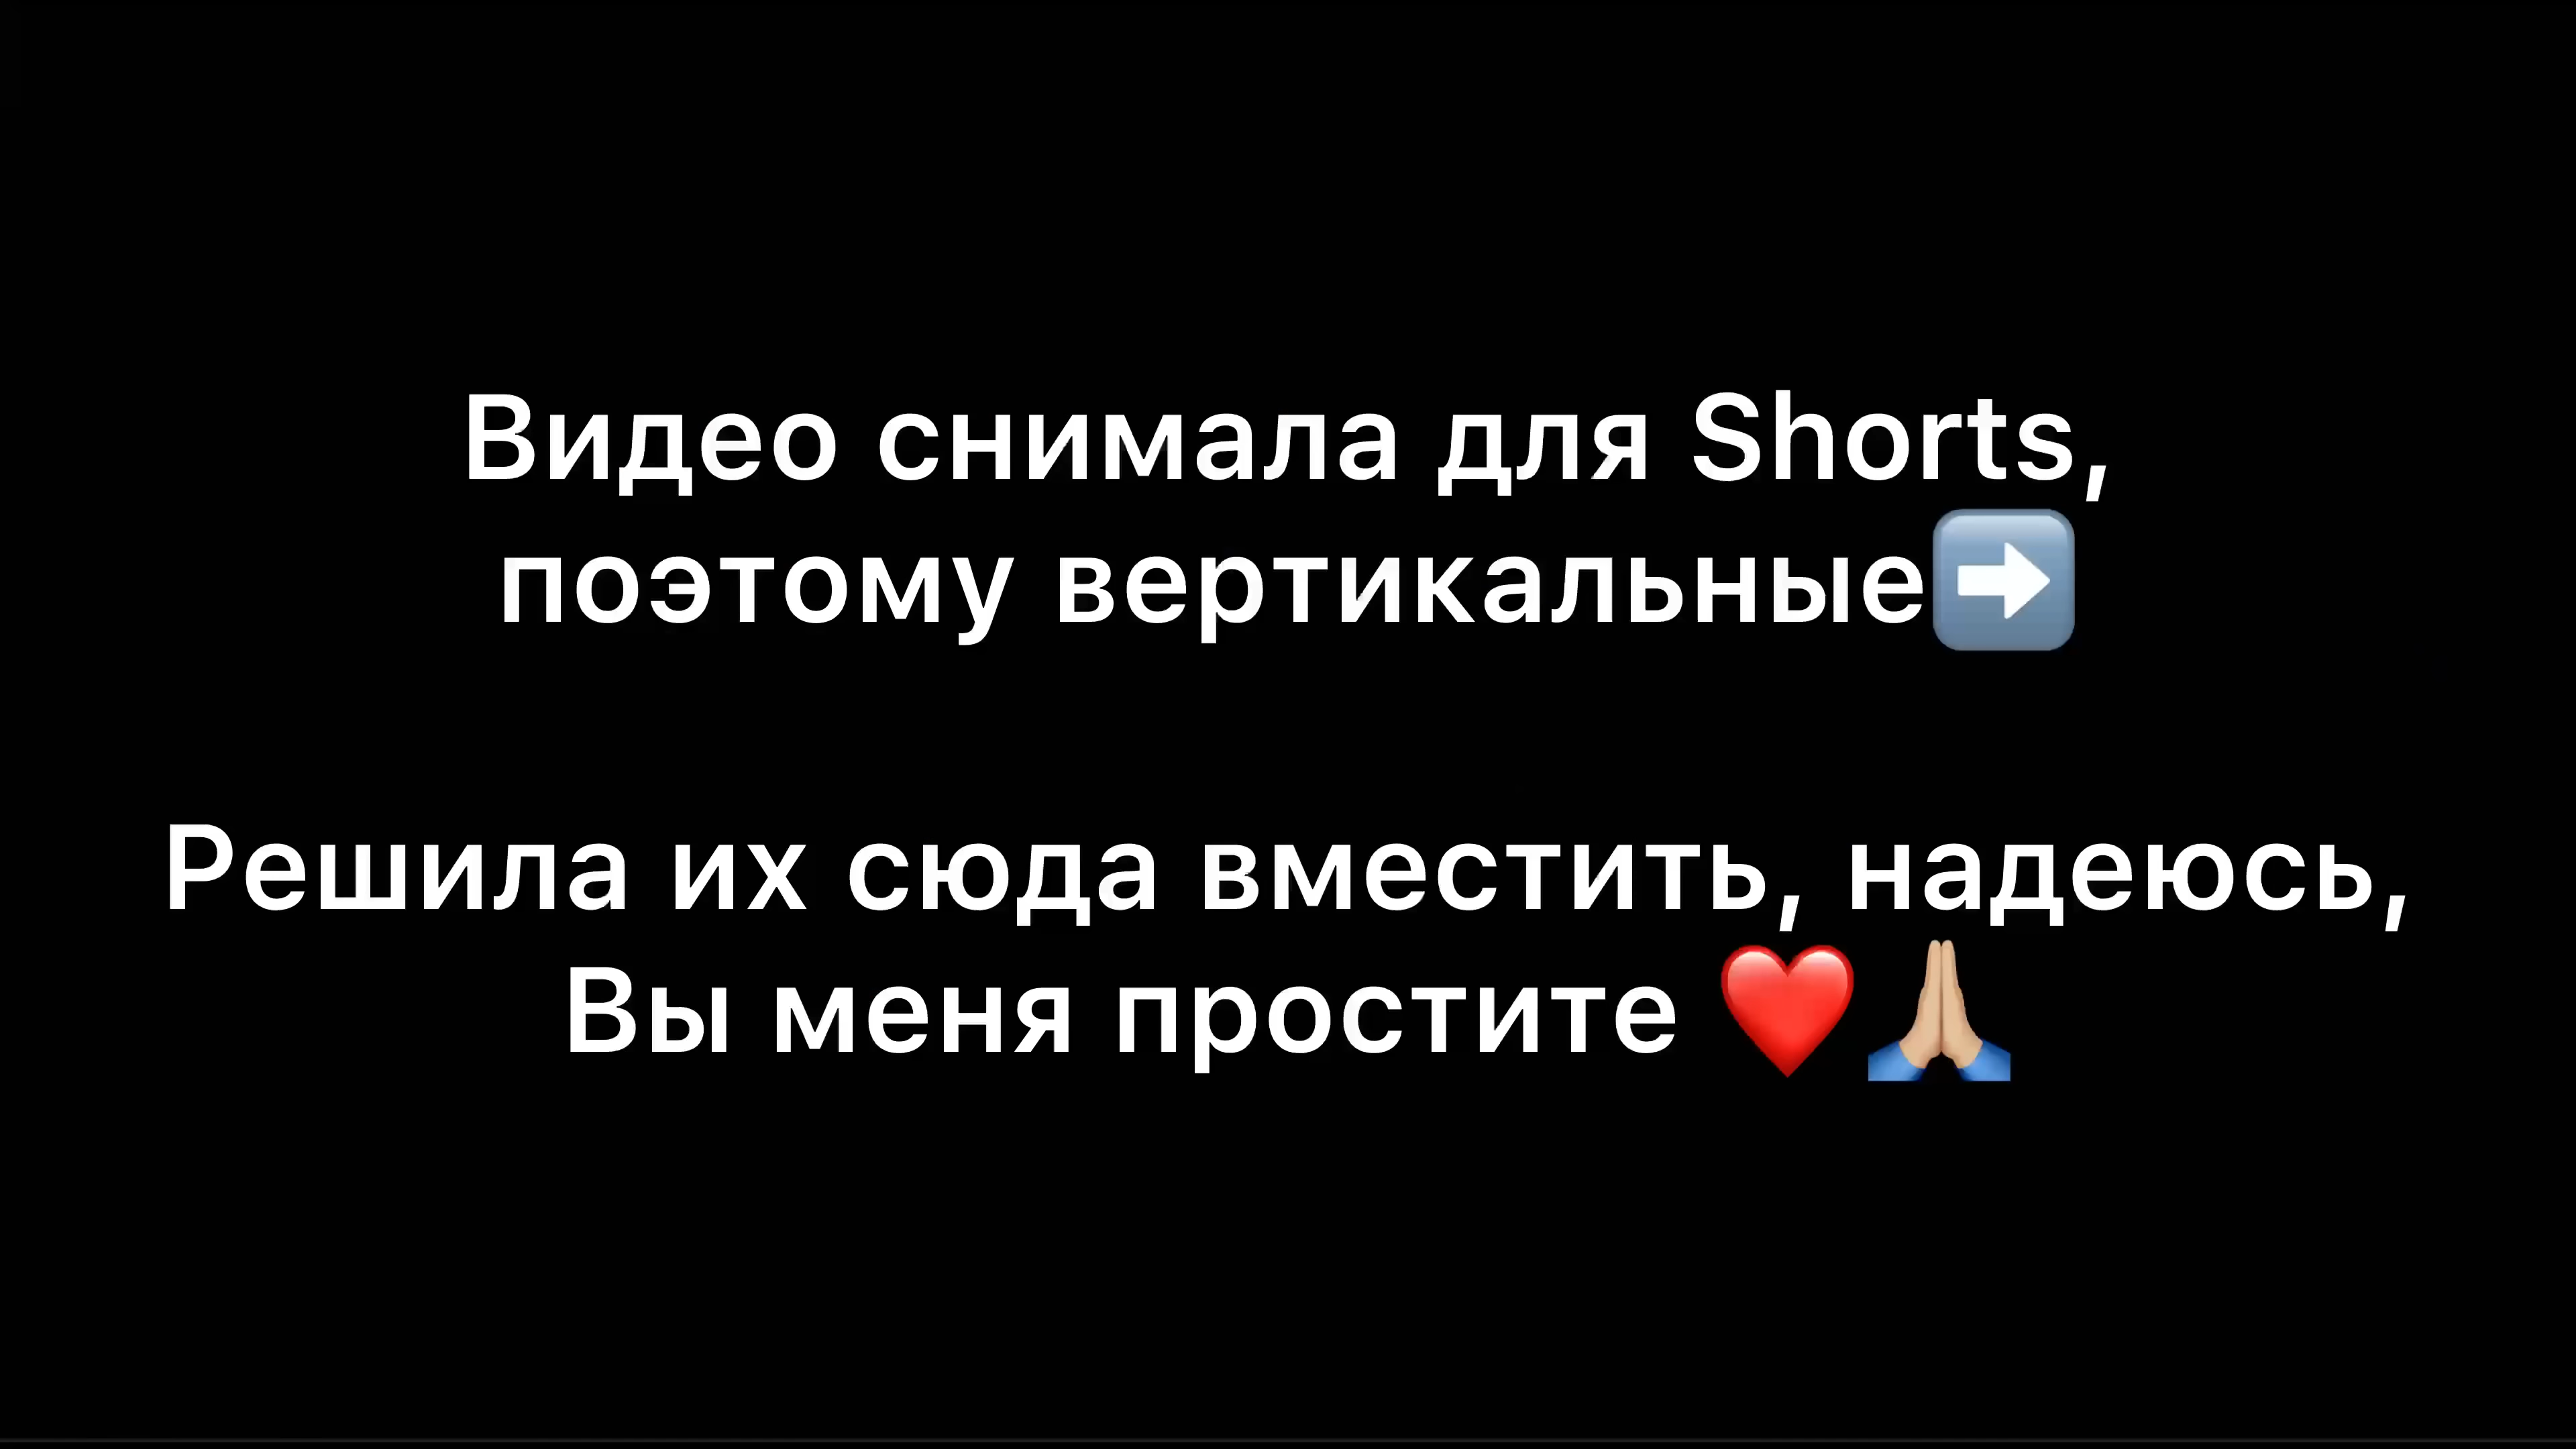 Видео снимала для Shorts,
поэтому вертикальные➡️
Решила их сюда вместить, надеюсь,
Вы меня простите ❤️🙏🏼